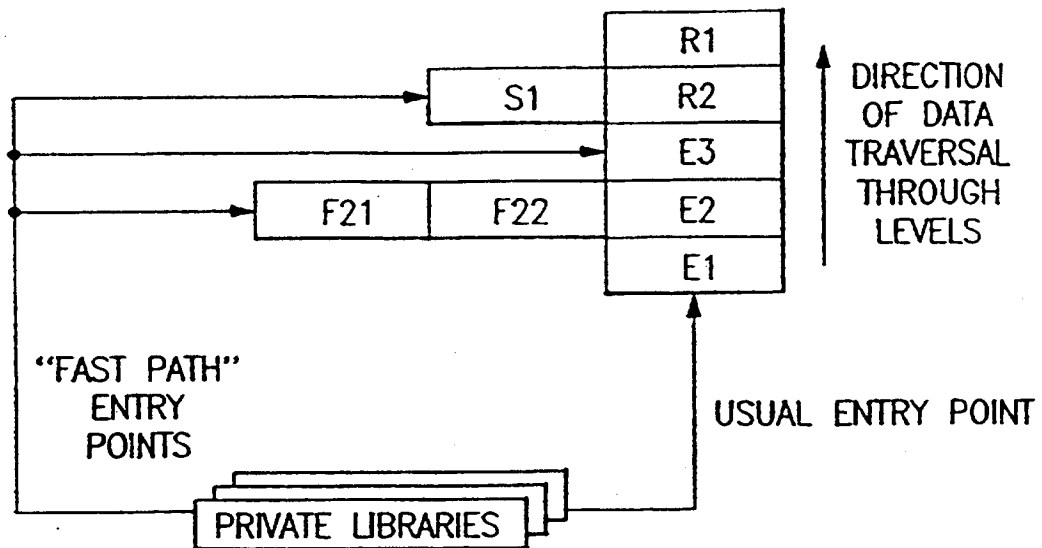 R1
S1 R2
E3
F21 F22 E2
E1
DIRECTION
OF DATA
TRAVERSAL
THROUGH
LEVELS
“FAST PATH”
ENTRY
POINTS
USUAL ENTRY POINT
PRIVATE LIBRARIES